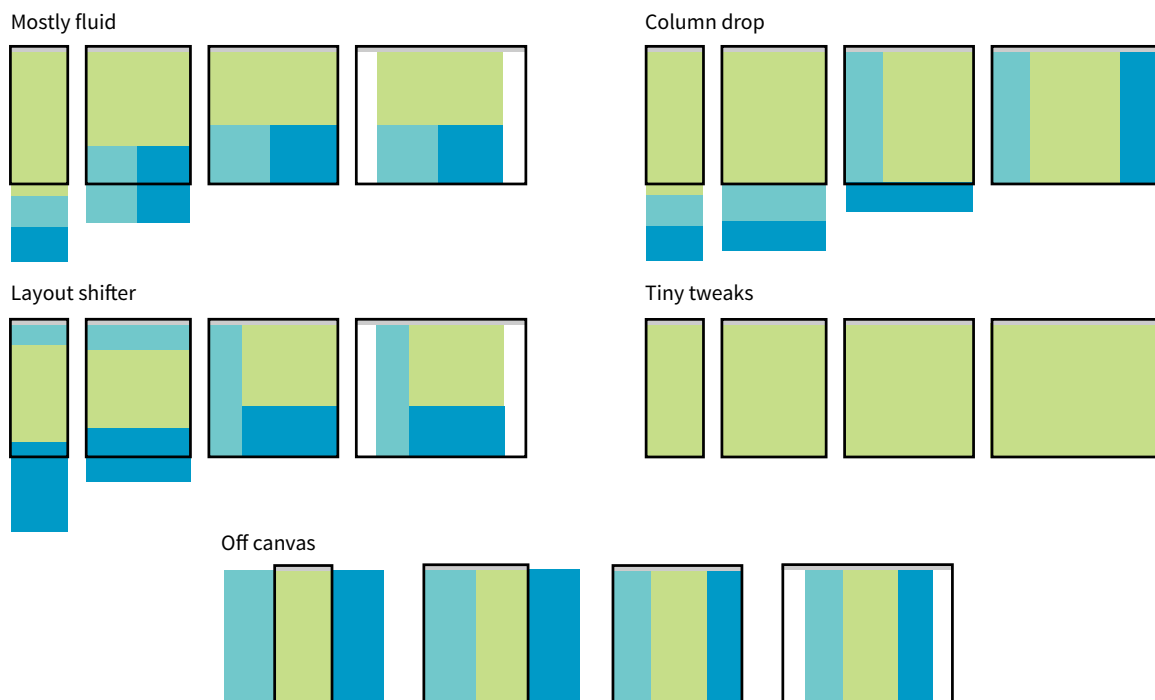 Mostly fluid
Column drop
Layout shifter
Tiny tweaks
Off canvas